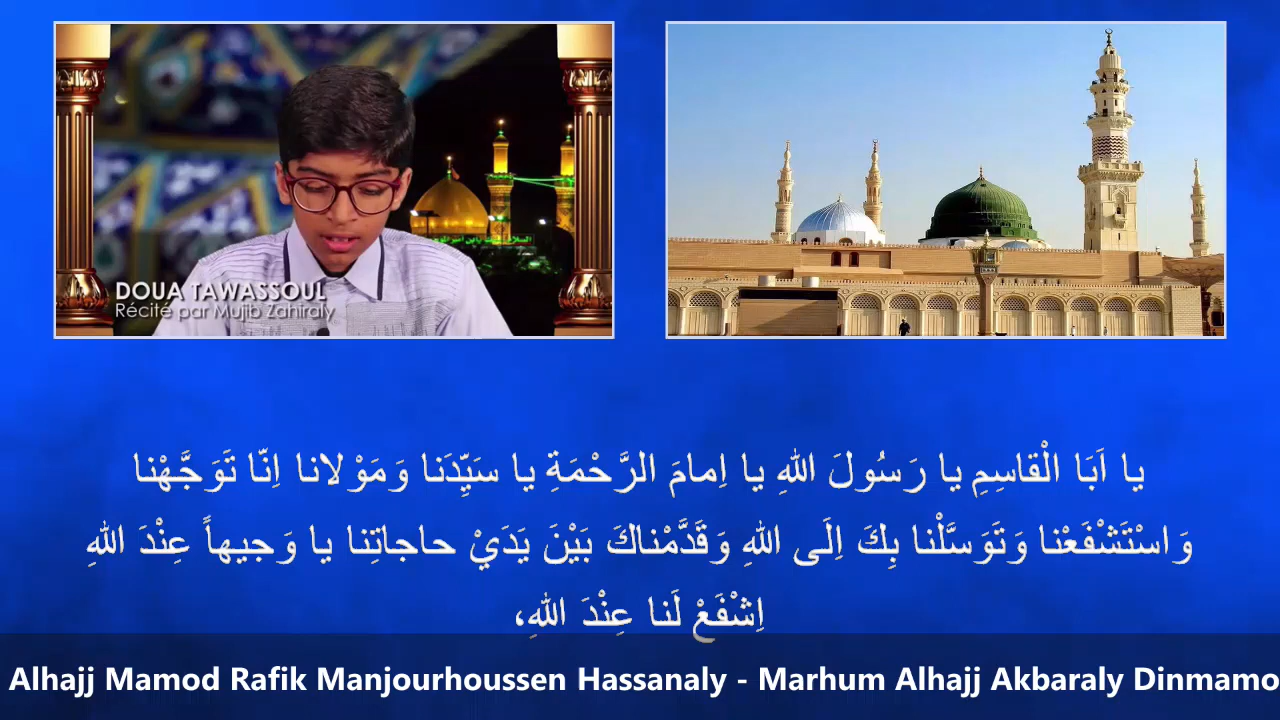 DOUA TAWASSOUL
Récité par Mujib Zahiraly
يا اَبَا الْقاسِمِ يا رَسُولَ اللهِ يا اِمامَ الرَّحْمَةِ يا سَيِّدَنا وَمَوْلانا اِنّا تَوَجَّهْنا
وَاسْتَشْفَعْنا وَتَوَسَّلْنا بِكَ اِلَى اللهِ وَقَدَّمْناكَ بَيْنَ يَدَيْ حاجاتِنا يا وَجيهاً عِنْدَ اللهِ
اِشْفَعْ لَنا عِنْدَ اللهِ،
Alhajj Mamod Rafik Manjourhoussen Hassanaly - Marhum Alhajj Akbaraly Dinmamo